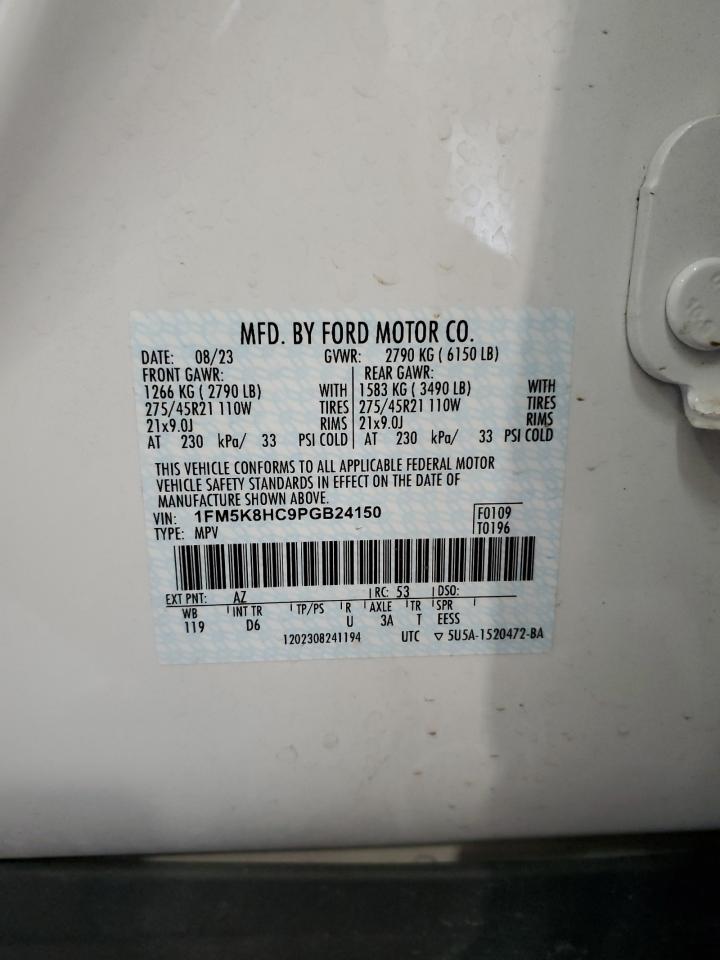 MFD. BY FORD MOTOR CO.
DATE: 08/23 GVWR: 2790 KG ( 6150 LB)
FRONT GAWR: REAR GAWR:
1266 KG ( 2790 LB) WITH 1583 KG ( 3490 LB) WITH
275/45R21 110W TIRES 275/45R21 110W TIRES
21x9.0J RIMS 21x9.0J RIMS
AT 230 kPa/ 33 PSI COLD AT 230 kPa/ 33 PSI COLD
THIS VEHICLE CONFORMS TO ALL APPLICABLE FEDERAL MOTOR
VEHICLE SAFETY STANDARDS IN EFFECT ON THE DATE OF
MANUFACTURE SHOWN ABOVE.
VIN: 1FM5K8HC9PGB24150 F0109
TYPE: MPV T0196
EXT PNT: AZ RC: 53 DSO:
WB INT TR TP/PS R AXLE TR SPR
119 D6 U 3A T EESS
1202308241194 UTC ▽ 5U5A-1520472-BA